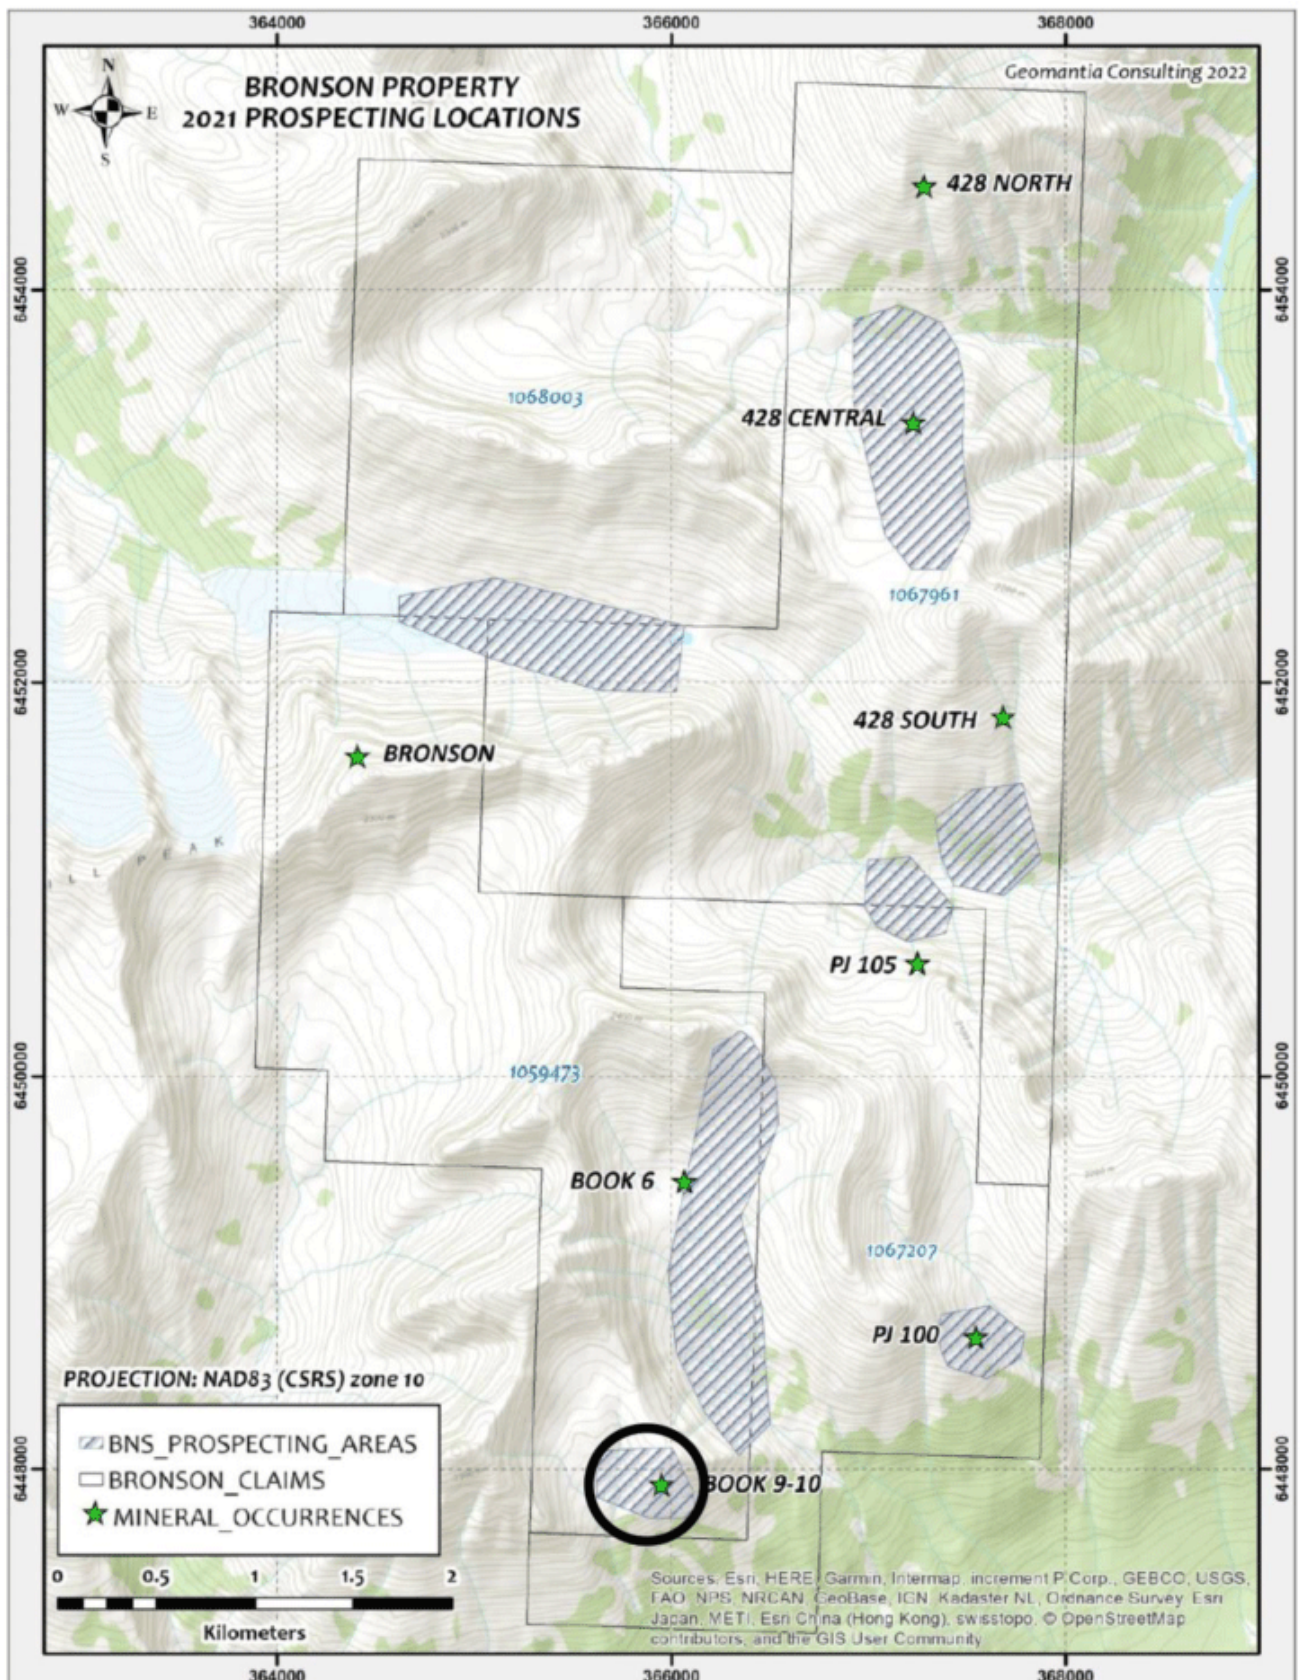 364000
366000
368000
Geomantia Consulting 2022
N
W
E
S
BRONSON PROPERTY
2021 PROSPECTING LOCATIONS
428 NORTH
6454000
6454000
1068003
428 CENTRAL
1067961
6452000
6452000
428 SOUTH
BRONSON
ILL PEAK
PJ 105
6450000
6450000
1059473
BOOK 6
1067207
PJ 100
PROJECTION: NAD83 (CSRS) zone 10
BNS_PROSPECTING_AREAS
BRONSON_CLAIMS
MINERAL_OCCURRENCES
6448000
6448000
BOOK 9-10
0 0.5 1 1.5 2
Kilometers
Sources: Esri, HERE, Garmin, Intermap, increment P Corp., GEBCO, USGS,
FAO, NPS, NRCAN, GeoBase, IGN, Kadaster NL, Ordnance Survey, Esri
Japan, METI, Esri China (Hong Kong), swisstopo, © OpenStreetMap
contributors, and the GIS User Community
364000
366000
368000